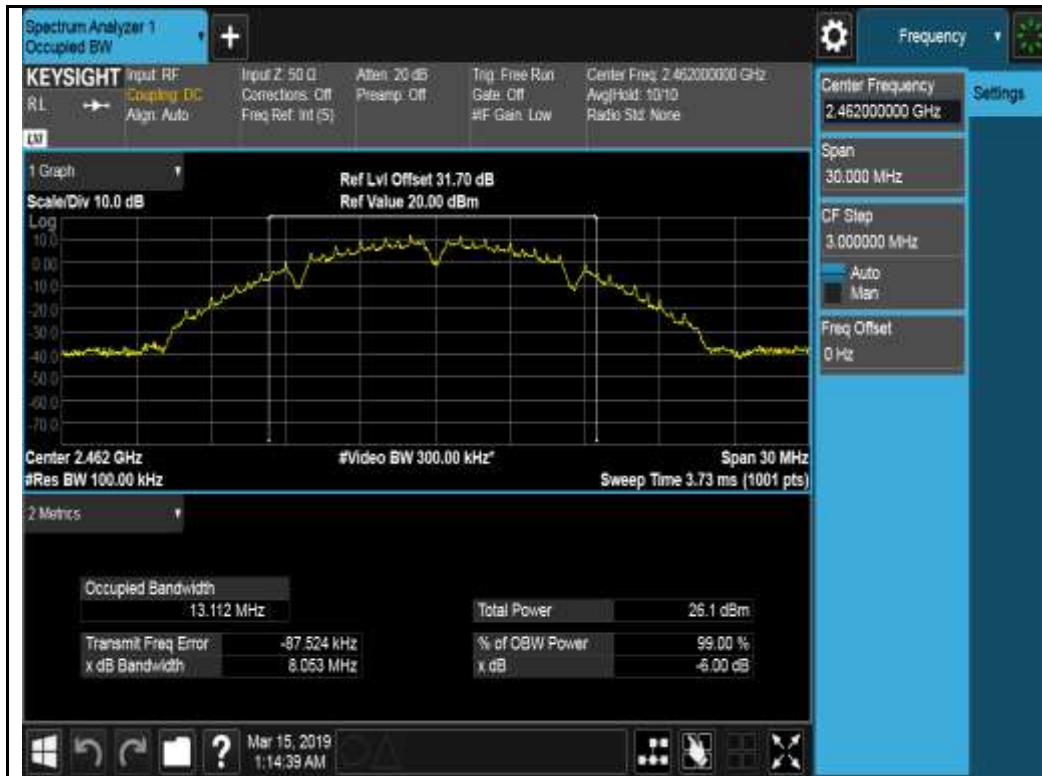 Spectrum Analyzer 1
Occupied BW
+
Frequency
KEYSIGHT
RL
LXI
Input: RF
Coupling: DC
Align: Auto
Input Z: 50 Ω
Corrections: Off
Freq Ref: Int (S)
Atten: 20 dB
Preamp: Off
Trig: Free Run
Gate: Off
#IF Gain: Low
Center Freq: 2.462000000 GHz
Avg|Hold: 10/10
Radio Std: None
1 Graph
Scale/Div 10.0 dB
Ref Lvl Offset 31.70 dB
Ref Value 20.00 dBm
Log
10.0
0.00
-10.0
-20.0
-30.0
-40.0
-50.0
-60.0
-70.0
Center 2.462 GHz
#Res BW 100.00 kHz
#Video BW 300.00 kHz*
Span 30 MHz
Sweep Time 3.73 ms (1001 pts)
2 Metrics
Occupied Bandwidth
13.112 MHz
Total Power 26.1 dBm
Transmit Freq Error -87.524 kHz
% of OBW Power 99.00 %
x dB Bandwidth 8.053 MHz
x dB -6.00 dB
?
Mar 15, 2019
1:14:39 AM
Center Frequency
2.462000000 GHz
Settings
Span
30.000 MHz
CF Step
3.000000 MHz
Auto
Man
Freq Offset
0 Hz